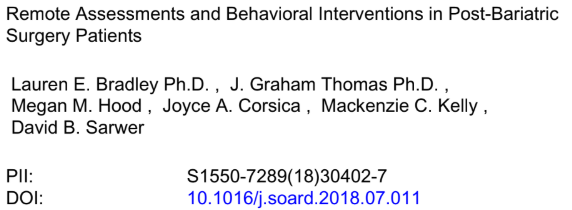 Remote Assessments and Behavioral Interventions in Post-Bariatric
Surgery Patients
Lauren E. Bradley Ph.D. , J. Graham Thomas Ph.D. ,
Megan M. Hood , Joyce A. Corsica , Mackenzie C. Kelly ,
David B. Sarwer
PII: S1550-7289(18)30402-7
DOI: 10.1016/j.soard.2018.07.011